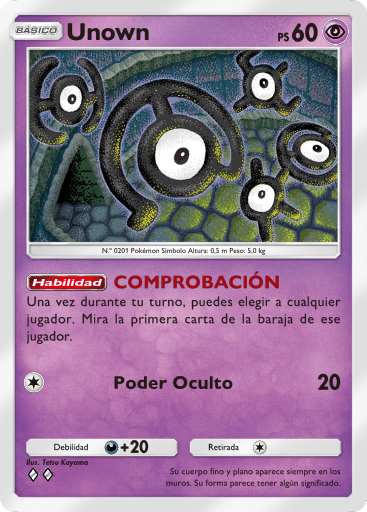 BÁSICO Unown PS 60
N.º 0201 Pokémon Símbolo Altura: 0,5 m Peso: 5,0 kg
Habilidad COMPROBACIÓN
Una vez durante tu turno, puedes elegir a cualquier
jugador. Mira la primera carta de la baraja de ese
jugador.
Poder Oculto 20
Debilidad +20 Retirada
Ilus. Tetsu Kayama
Su cuerpo fino y plano aparece siempre en los
muros. Su forma parece tener algún significado.